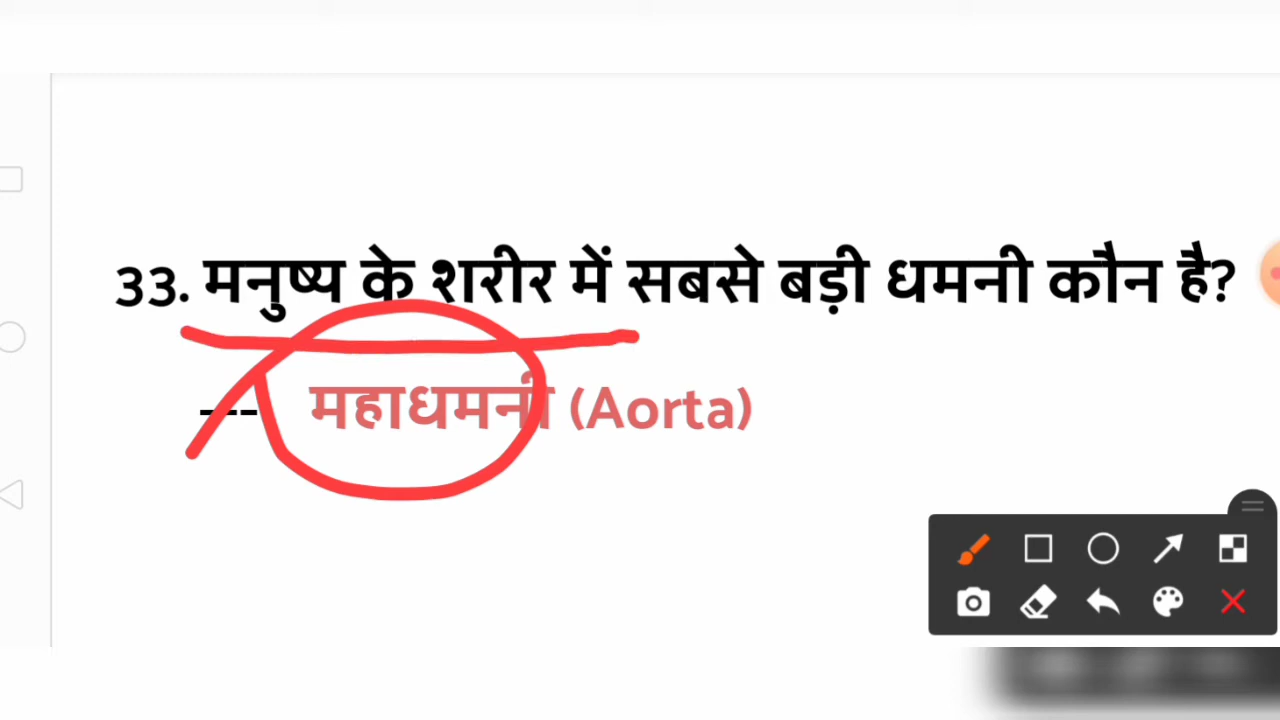 33. मनुष्य के शरीर में सबसे बड़ी धमनी कौन है?
--- महाधमनी (Aorta)